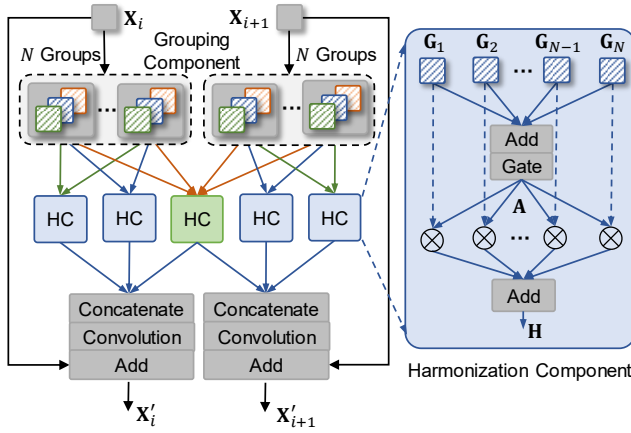 X_i
X_{i+1}
N Groups
Grouping
Component
N Groups
...
...
HC
HC
HC
HC
HC
Concatenate
Convolution
Add
Concatenate
Convolution
Add
X'_i
X'_{i+1}
G_1
G_2
...
G_{N-1}
G_N
Add
Gate
A
...
Add
H
Harmonization Component